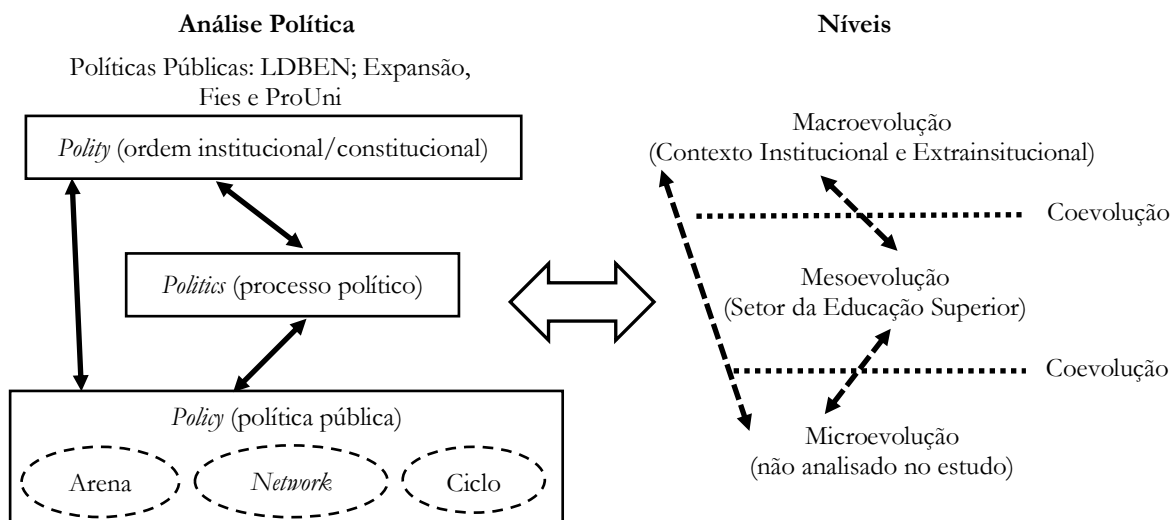 Análise Política
Políticas Públicas: LDBEN; Expansão,
Fies e ProUni
Polity (ordem institucional/constitucional)
Politics (processo político)
Policy (política pública)
Arena
Network
Ciclo
Níveis
Macroevolução
(Contexto Institucional e Extrainsitucional)
Coevolução
Mesoevolução
(Setor da Educação Superior)
Coevolução
Microevolução
(não analisado no estudo)